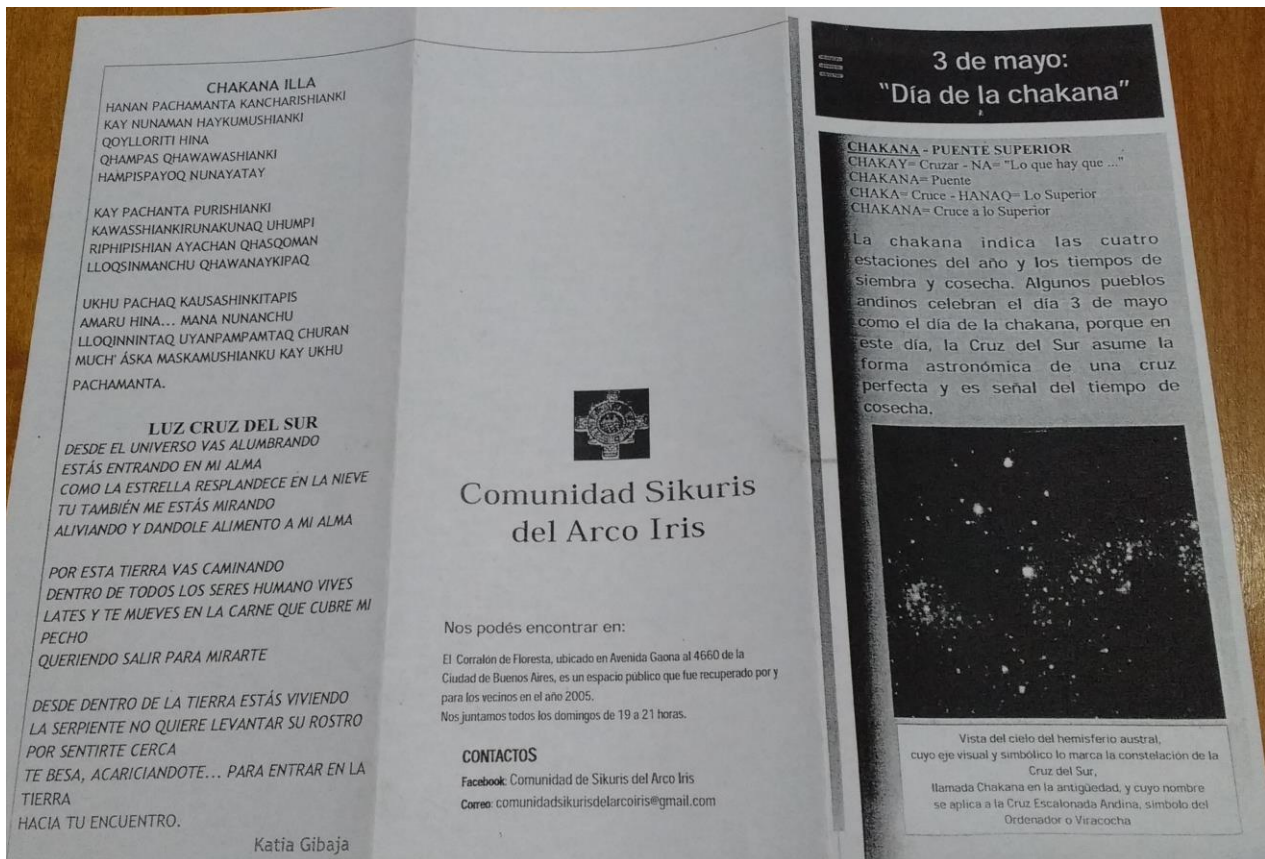 CHAKANA ILLA
HANAN PACHAMANTA KANCHARISHIANKI
KAY NUNAMAN HAYKUMUSHIANKI
QOYLLORITI HINA
QHAMPAS QHAWAWASHIANKI
HAMPISPAYOQ NUNAYATAY
KAY PACHANTA PURISHIANKI
KAWASSHIANKIRUNAKUNAQ UHUMPI
RIPHIPISHIAN AYACHAN QHASQOMAN
LLOQSINMANCHU QHAWANAYKIPAQ
UKHU PACHAQ KAUSASHINKITAPIS
AMARU HINA... MANA NUNANCHU
LLOQINNINTAQ UYANPAMPAMTAQ CHURAN
MUCH' ÁSKA MASKAMUSHIANKU KAY UKHU
PACHAMANTA.
LUZ CRUZ DEL SUR
DESDE EL UNIVERSO VAS ALUMBRANDO
ESTÁS ENTRANDO EN MI ALMA
COMO LA ESTRELLA RESPLANDECE EN LA NIEVE
TU TAMBIÉN ME ESTÁS MIRANDO
ALIVIANDO Y DANDOLE ALIMENTO A MI ALMA
POR ESTA TIERRA VAS CAMINANDO
DENTRO DE TODOS LOS SERES HUMANO VIVES
LATES Y TE MUEVES EN LA CARNE QUE CUBRE MI
PECHO
QUERIENDO SALIR PARA MIRARTE
DESDE DENTRO DE LA TIERRA ESTÁS VIVIENDO
LA SERPIENTE NO QUIERE LEVANTAR SU ROSTRO
POR SENTIRTE CERCA
TE BESA, ACARICIANDOTE... PARA ENTRAR EN LA
TIERRA
HACIA TU ENCUENTRO.
Katia Gibaja
Comunidad Sikuris
del Arco Iris
Nos podés encontrar en:
El Corralón de Floresta, ubicado en Avenida Gaona al 4660 de la
Ciudad de Buenos Aires, es un espacio público que fue recuperado por y
para los vecinos en el año 2005.
Nos juntamos todos los domingos de 19 a 21 horas.
CONTACTOS
Facebook: Comunidad de Sikuris del Arco Iris
Correo: comunidadsikurisdelarcoiris@gmail.com
3 de mayo:
"Día de la chakana"
CHAKANA - PUENTE SUPERIOR
CHAKAY= Cruzar - NA= "Lo que hay que ..."
CHAKANA= Puente
CHAKA= Cruce - HANAQ= Lo Superior
CHAKANA= Cruce a lo Superior
La chakana indica las cuatro
estaciones del año y los tiempos de
siembra y cosecha. Algunos pueblos
andinos celebran el día 3 de mayo
como el día de la chakana, porque en
este día, la Cruz del Sur asume la
forma astronómica de una cruz
perfecta y es señal del tiempo de
cosecha.
Vista del cielo del hemisferio austral,
cuyo eje visual y simbólico lo marca la constelación de la
Cruz del Sur,
llamada Chakana en la antigüedad, y cuyo nombre
se aplica a la Cruz Escalonada Andina, símbolo del
Ordenador o Viracocha